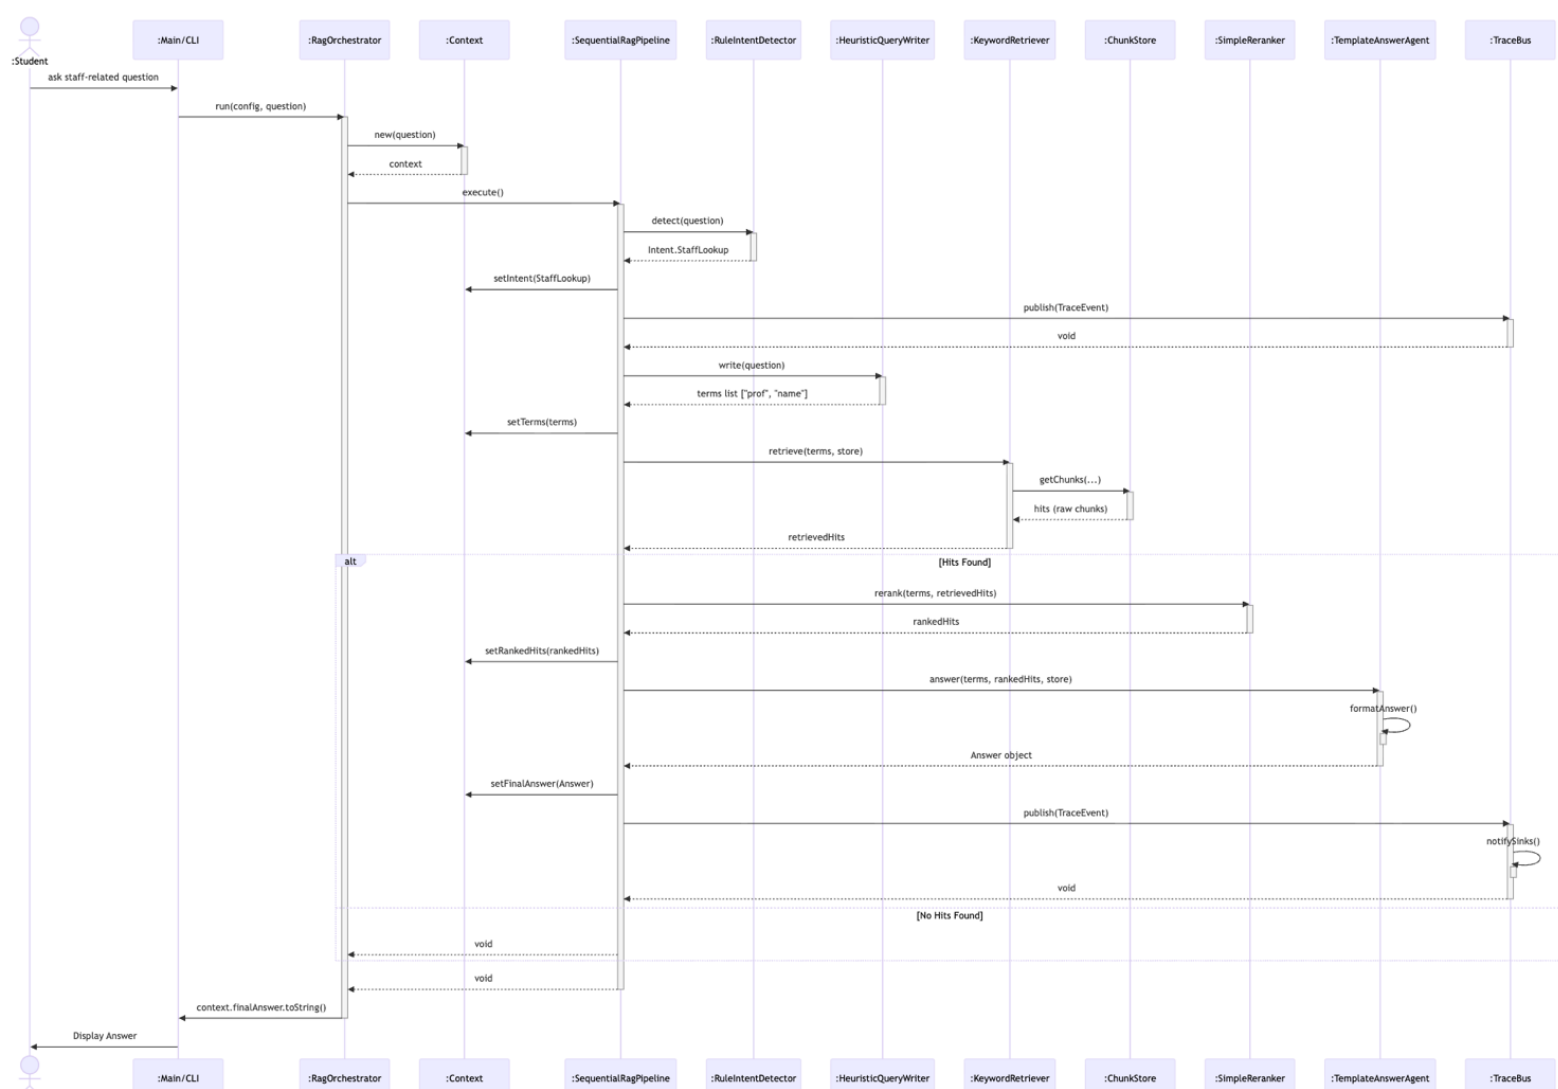 :Student
:Main/CLI
:RagOrchestrator
:Context
:SequentialRagPipeline
:RuleIntentDetector
:HeuristicQueryWriter
:KeywordRetriever
:ChunkStore
:SimpleReranker
:TemplateAnswerAgent
:TraceBus
ask staff-related question
run(config, question)
new(question)
context
execute()
detect(question)
Intent.StaffLookup
setIntent(StaffLookup)
publish(TraceEvent)
void
write(question)
terms list ["prof", "name"]
setTerms(terms)
retrieve(terms, store)
getChunks(...)
hits (raw chunks)
retrievedHits
alt
[Hits Found]
rerank(terms, retrievedHits)
rankedHits
setRankedHits(rankedHits)
answer(terms, rankedHits, store)
formatAnswer()
Answer object
setFinalAnswer(Answer)
publish(TraceEvent)
notifySinks()
void
[No Hits Found]
void
void
context.finalAnswer.toString()
Display Answer
:Main/CLI
:RagOrchestrator
:Context
:SequentialRagPipeline
:RuleIntentDetector
:HeuristicQueryWriter
:KeywordRetriever
:ChunkStore
:SimpleReranker
:TemplateAnswerAgent
:TraceBus